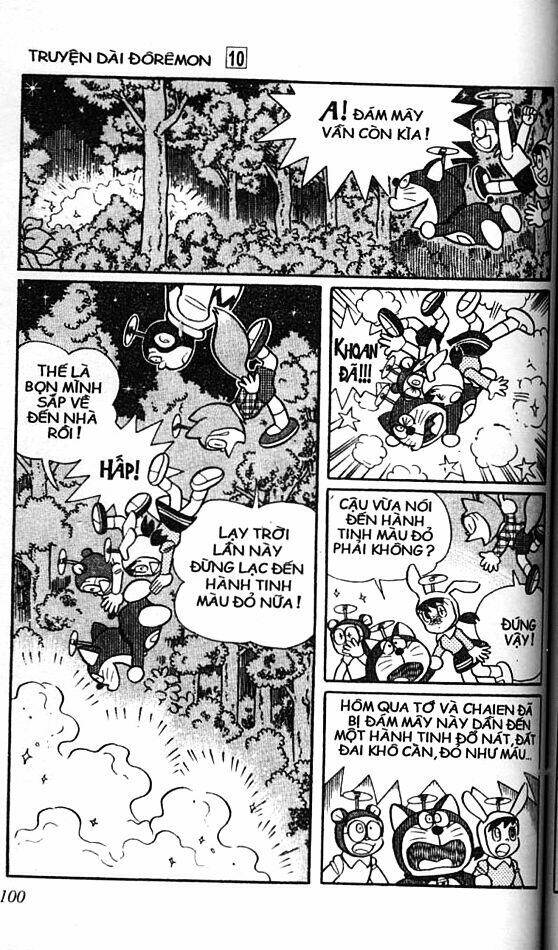 TRUYỆN DÀI ĐÔRÊMON 10
A! ĐÁM MÂY
VẪN CÒN KÌA!
THẾ LÀ
BỌN MÌNH
SẮP VỀ
ĐẾN NHÀ
RỒI!
HẤP!
LẠY TRỜI
LẦN NÀY
ĐỪNG LẠC ĐẾN
HÀNH TINH
MÀU ĐỎ NỮA!
KHOAN
ĐÃ!!!
CẬU VỪA NÓI
ĐẾN HÀNH
TINH MÀU ĐỎ
PHẢI KHÔNG?
ĐÚNG
VẬY!
HÔM QUA TỚ VÀ CHAIEN ĐÃ
BỊ ĐÁM MÂY NÀY DẪN ĐẾN
MỘT HÀNH TINH ĐỔ NÁT, ĐẤT
ĐAI KHÔ CẰN, ĐỎ NHƯ MÁU...
100